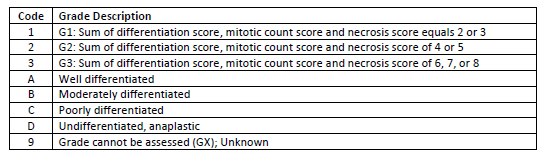 Code Grade Description
1 G1: Sum of differentiation score, mitotic count score and necrosis score equals 2 or 3
2 G2: Sum of differentiation score, mitotic count score and necrosis score of 4 or 5
3 G3: Sum of differentiation score, mitotic count score and necrosis score of 6, 7, or 8
A Well differentiated
B Moderately differentiated
C Poorly differentiated
D Undifferentiated, anaplastic
9 Grade cannot be assessed (GX); Unknown